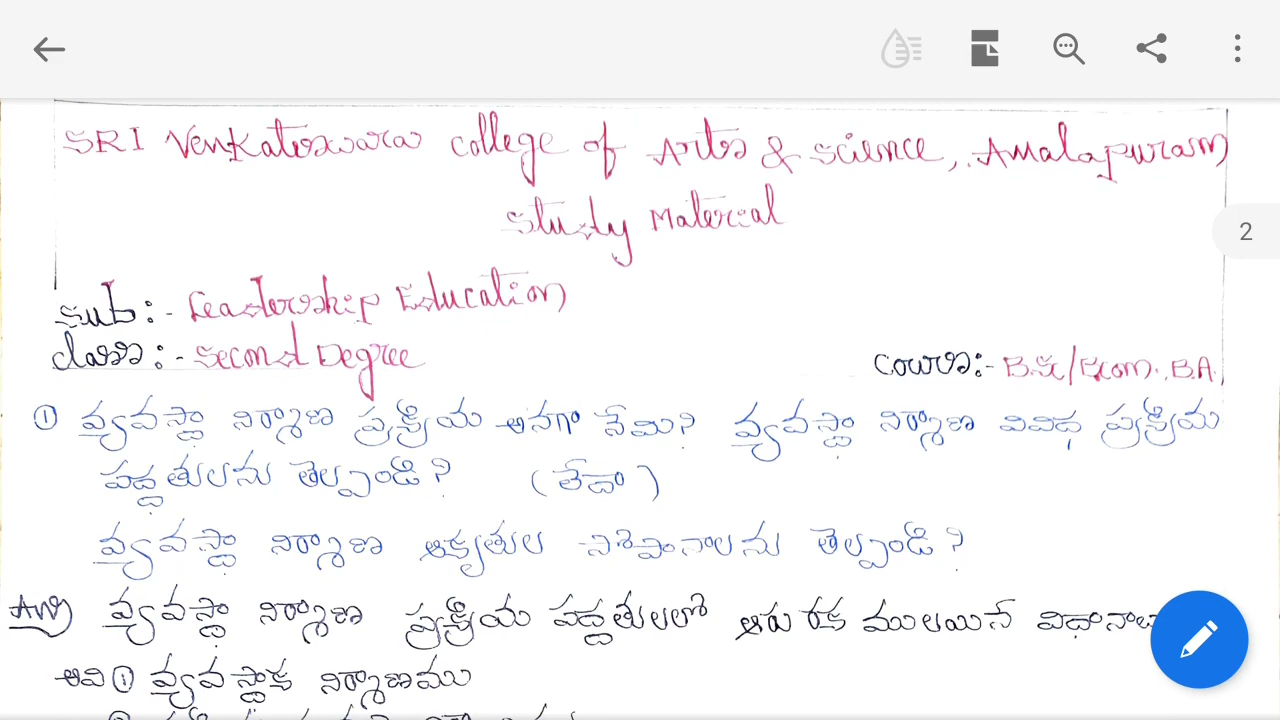 2
SRI Venkateswara College of Arts & Science, Amalapuram
Study Material
Sub:- Leadership Education
Class:- Second Degree
Course:- B.Sc/B.com., B.A.
① వ్యవస్థా నిర్మాణ ప్రక్రియ అనగా నేమి? వ్యవస్థా నిర్మాణ వివిధ ప్రక్రియ
పద్ధతులను తెల్పండి? (లేదా)
వ్యవస్థా నిర్మాణ ఆకృతుల నిర్వచనాలను తెల్పండి?
Ans) వ్యవస్థా నిర్మాణ ప్రక్రియ పద్ధతులలో ఆరు రకములయినే
అవి ① వ్యవస్థాక నిర్మాణము